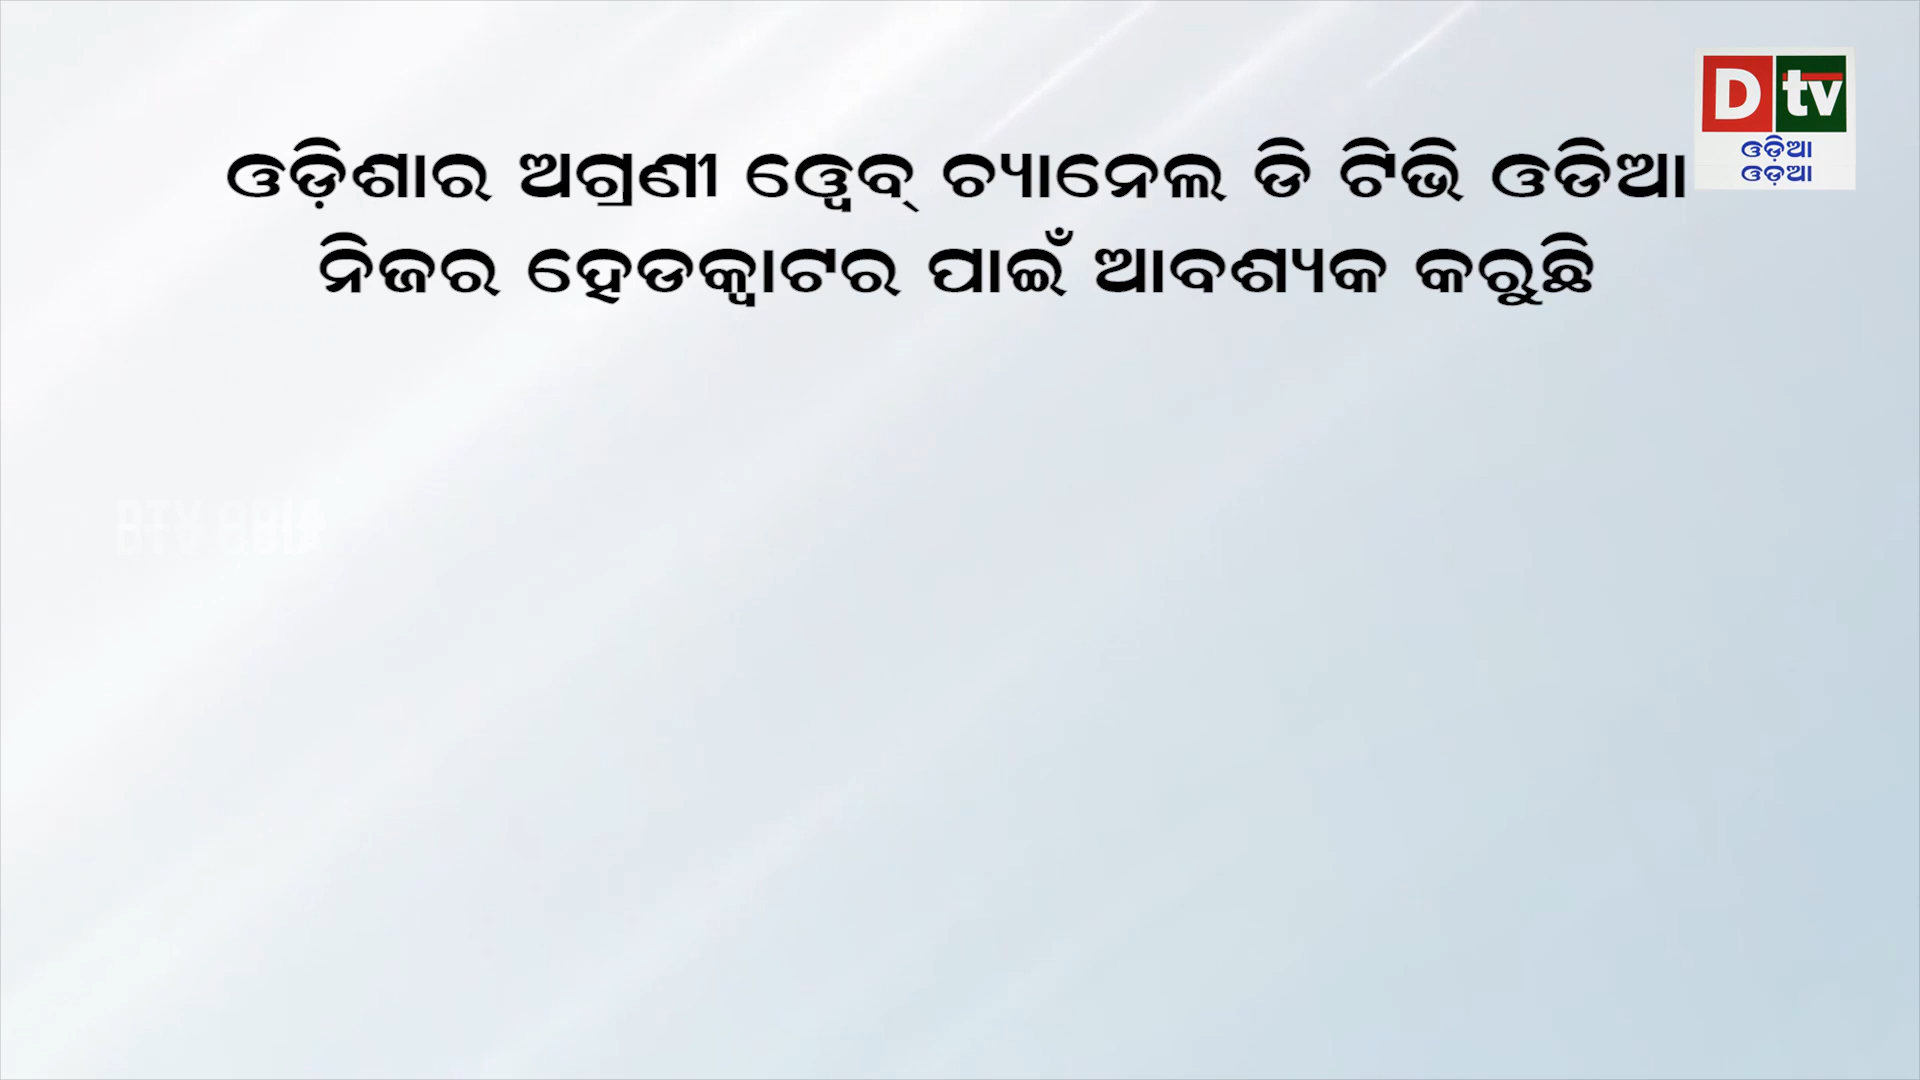 D tv
ଓଡ଼ିଆ
ଓଡ଼ିଆ
ଓଡ଼ିଶାର ଅଗ୍ରଣୀ ୱେବ୍ ଚ୍ୟାନେଲ ଡି ଟିଭି ଓଡିଆ
ନିଜର ହେଡକ୍ବାଟର ପାଇଁ ଆବଶ୍ୟକ କରୁଛି